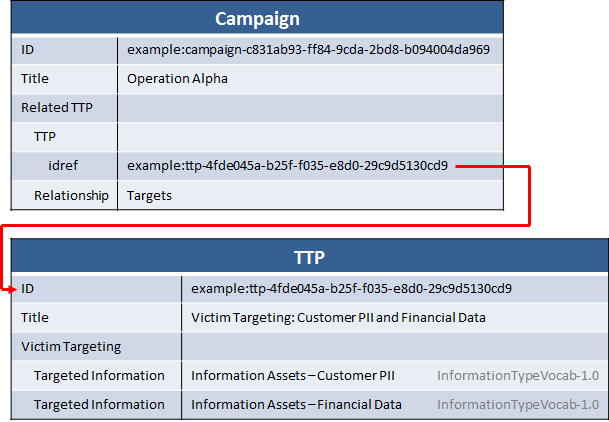 Campaign
ID example:campaign-c831ab93-ff84-9cda-2bd8-b094004da969
Title Operation Alpha
Related TTP
TTP
idref example:ttp-4fde045a-b25f-f035-e8d0-29c9d5130cd9
Relationship Targets
TTP
ID example:ttp-4fde045a-b25f-f035-e8d0-29c9d5130cd9
Title Victim Targeting: Customer PII and Financial Data
Victim Targeting
Targeted Information Information Assets – Customer PII InformationTypeVocab-1.0
Targeted Information Information Assets – Financial Data InformationTypeVocab-1.0